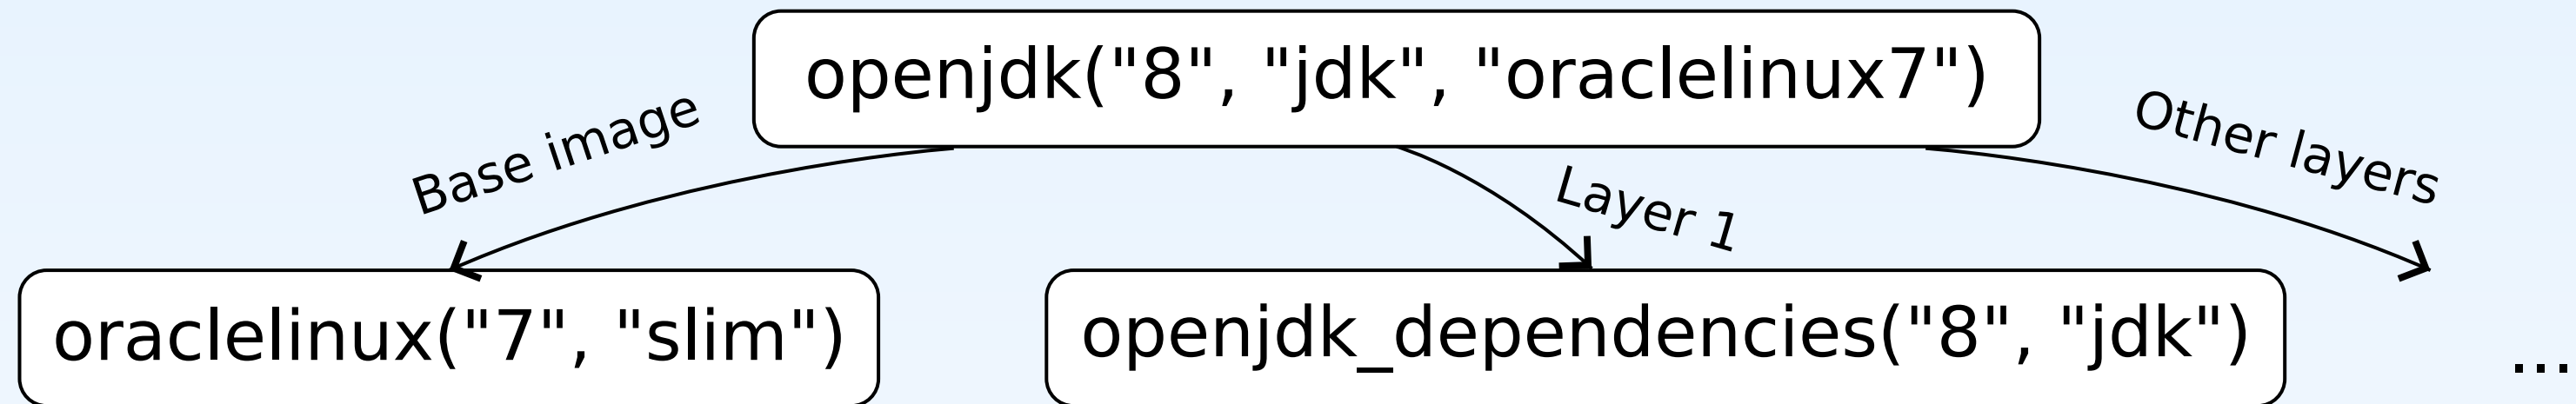 openjdk("8", "jdk", "oraclelinux7")
Base image
Layer 1
Other layers
oraclelinux("7", "slim")
openjdk_dependencies("8", "jdk")
...